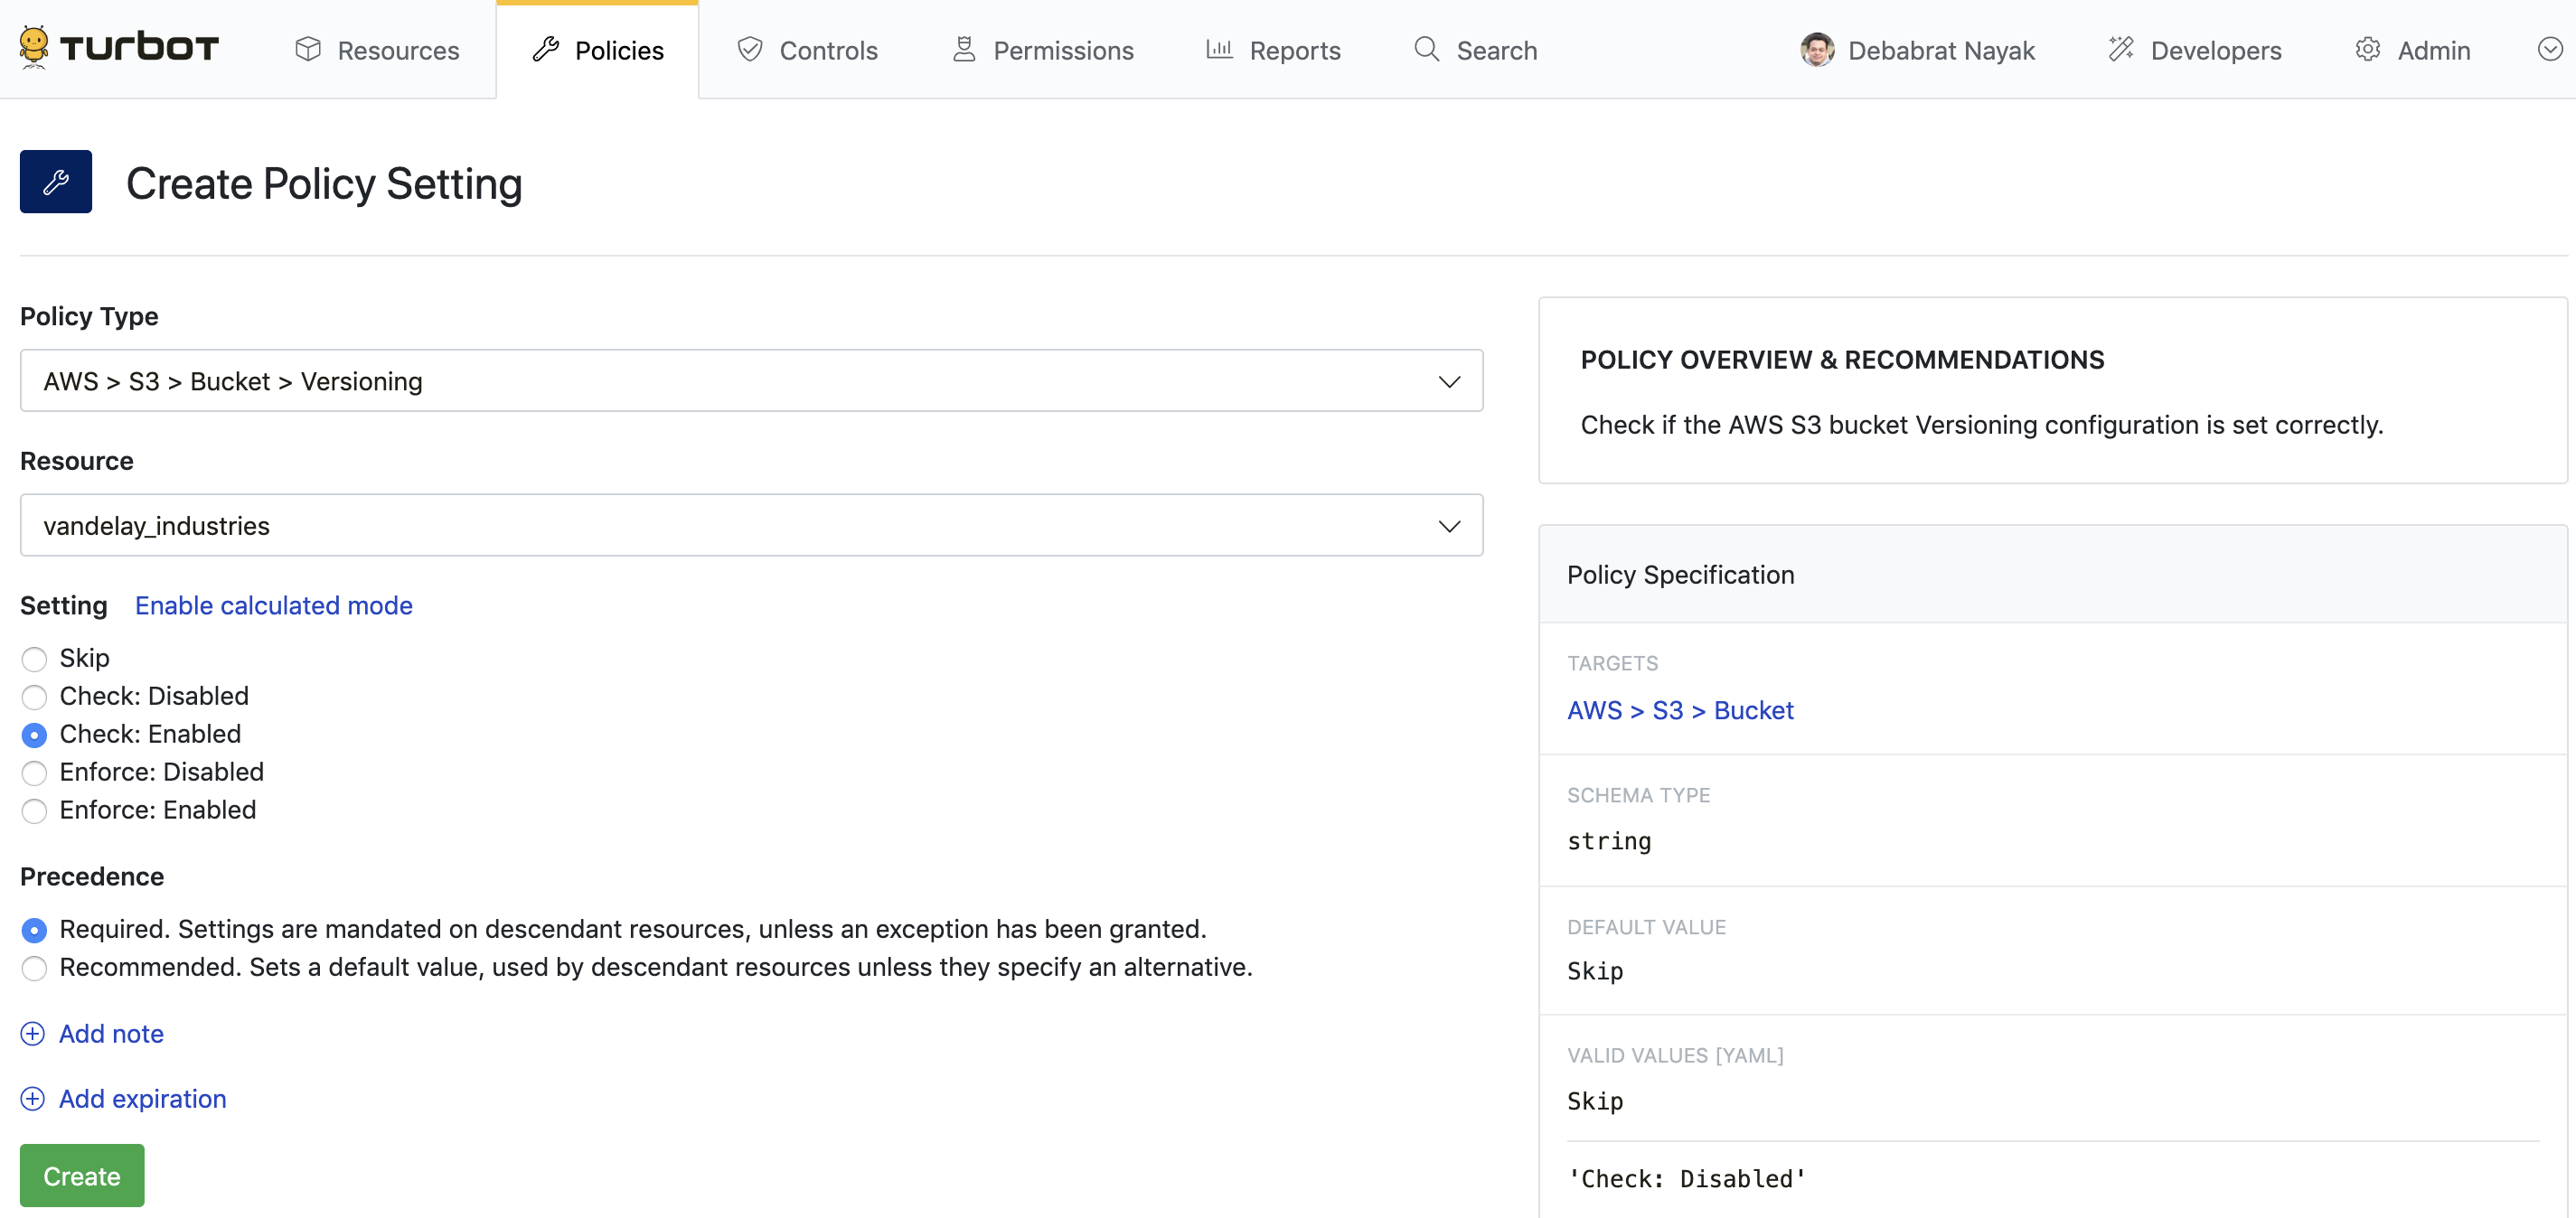 TURBOT
Resources
Policies
Controls
Permissions
Reports
Search
Debabrat Nayak
Developers
Admin
Create Policy Setting
Policy Type
AWS > S3 > Bucket > Versioning
Resource
vandelay_industries
Setting Enable calculated mode
Skip
Check: Disabled
Check: Enabled
Enforce: Disabled
Enforce: Enabled
Precedence
Required. Settings are mandated on descendant resources, unless an exception has been granted.
Recommended. Sets a default value, used by descendant resources unless they specify an alternative.
Add note
Add expiration
Create
POLICY OVERVIEW & RECOMMENDATIONS
Check if the AWS S3 bucket Versioning configuration is set correctly.
Policy Specification
TARGETS
AWS > S3 > Bucket
SCHEMA TYPE
string
DEFAULT VALUE
Skip
VALID VALUES [YAML]
Skip
'Check: Disabled'